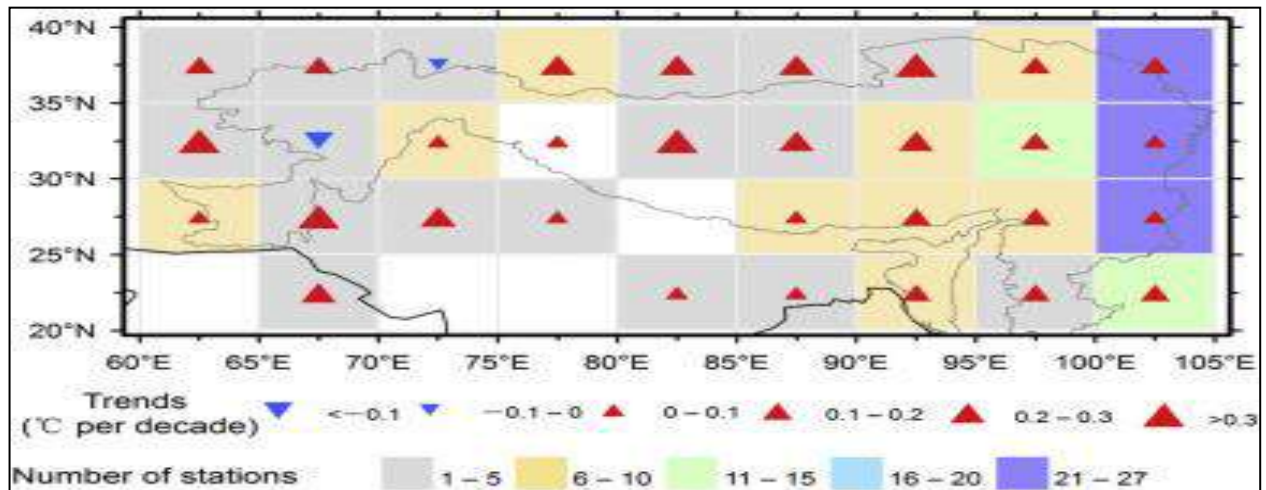 40°N
35°N
30°N
25°N
20°N
60°E 65°E 70°E 75°E 80°E 85°E 90°E 95°E 100°E 105°E
Trends
(°C per decade) <−0.1 −0.1−0 0−0.1 0.1−0.2 0.2−0.3 >0.3
Number of stations 1−5 6−10 11−15 16−20 21−27